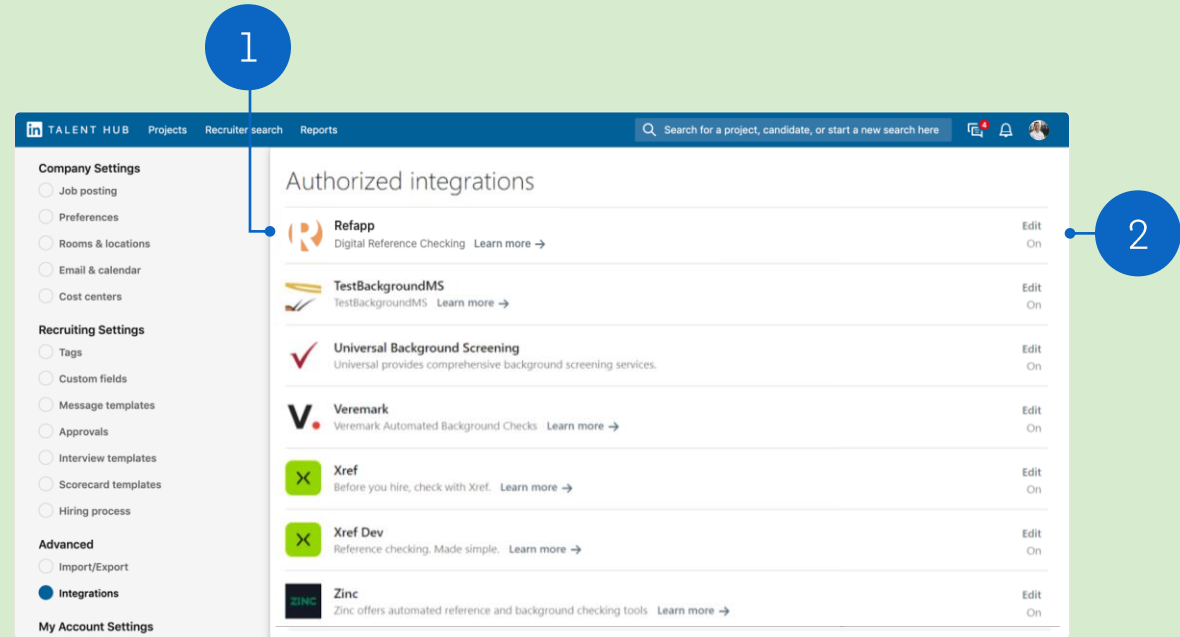 1
in TALENT HUB Projects Recruiter search Reports Search for a project, candidate, or start a new search here 4
Company Settings
Job posting
Preferences
Rooms & locations
Email & calendar
Cost centers
Recruiting Settings
Tags
Custom fields
Message templates
Approvals
Interview templates
Scorecard templates
Hiring process
Advanced
Import/Export
Integrations
My Account Settings
Authorized integrations
Refapp Edit
Digital Reference Checking Learn more → On
2
TestBackgroundMS Edit
TestBackgroundMS Learn more → On
Universal Background Screening Edit
Universal provides comprehensive background screening services. On
V. Veremark Edit
Veremark Automated Background Checks Learn more → On
Xref Edit
Before you hire, check with Xref. Learn more → On
Xref Dev Edit
Reference checking. Made simple. Learn more → On
ZINC Zinc Edit
Zinc offers automated reference and background checking tools Learn more → On